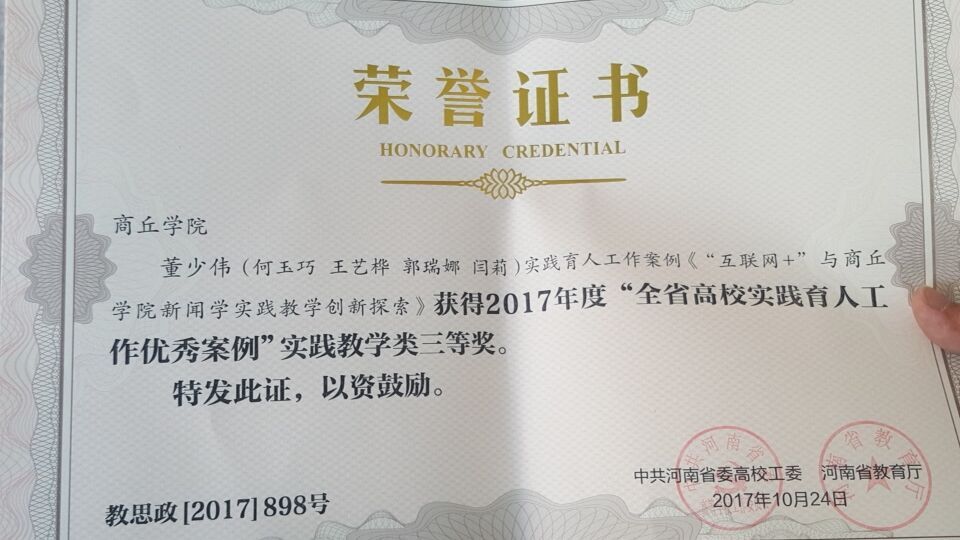 荣誉证书
HONORARY CREDENTIAL
商丘学院
董少伟(何玉巧 王艺桦 郭瑞娜 闫莉)实践育人工作案例《“互联网+”与商丘
学院新闻学实践教学创新探索》获得2017年度“全省高校实践育人工
作优秀案例”实践教学类三等奖。
特发此证，以资鼓励。
中共河南省委高校工委 河南省教育厅
2017年10月24日
教思政[2017]898号